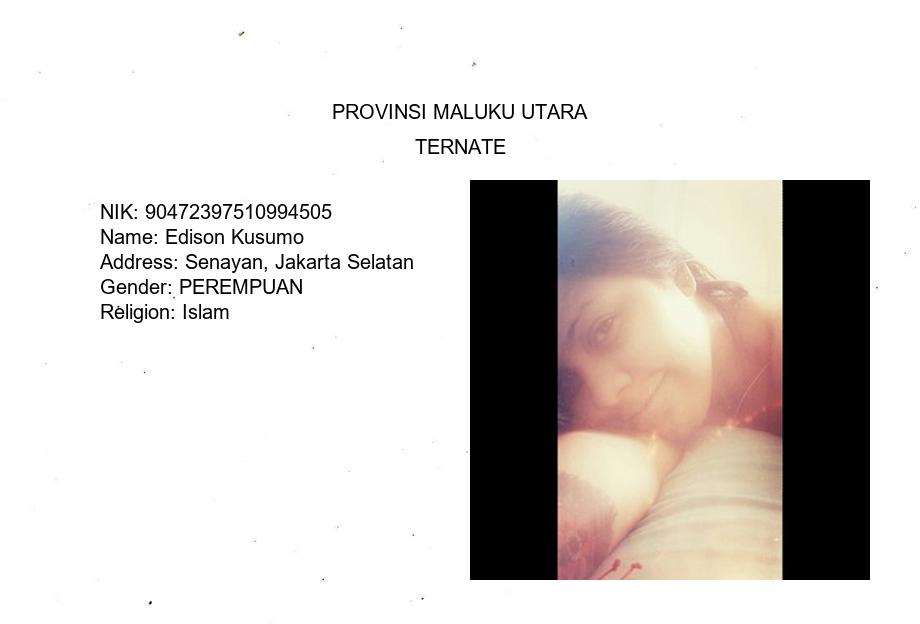 PROVINSI MALUKU UTARA
TERNATE
NIK: 90472397510994505
Name: Edison Kusumo
Address: Senayan, Jakarta Selatan
Gender: PEREMPUAN
Religion: Islam